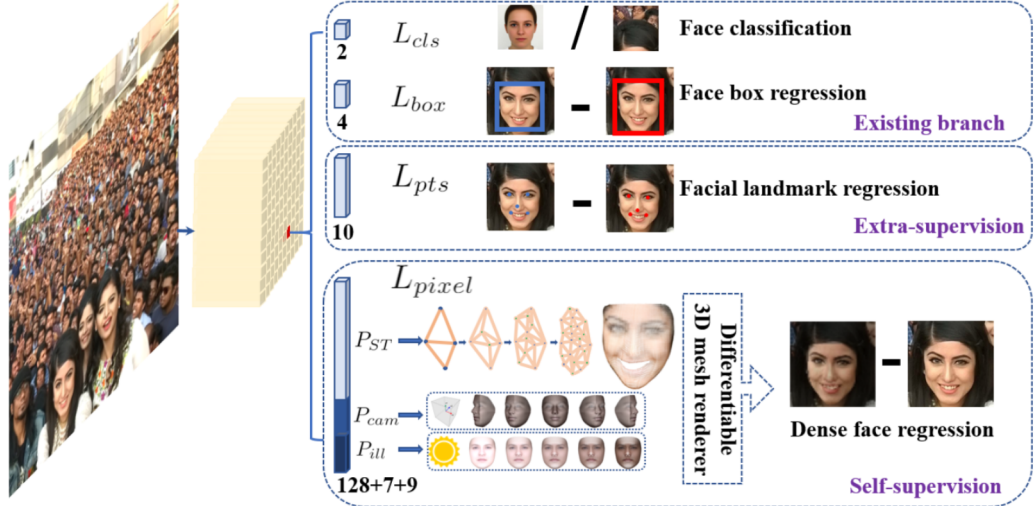 L_cls
/
Face classification
2
L_box
-
Face box regression
4
Existing branch
L_pts
-
Facial landmark regression
10
Extra-supervision
L_pixel
P_ST
P_cam
P_ill
128+7+9
Differentiable
3D mesh renderer
-
Dense face regression
Self-supervision